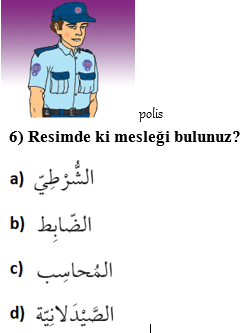 polis
6) Resimde ki mesleği bulunuz?
a) الشُّرْطِيّ
b) الضّابِط
c) المُحاسِب
d) الصَّيْدَلانِيّة